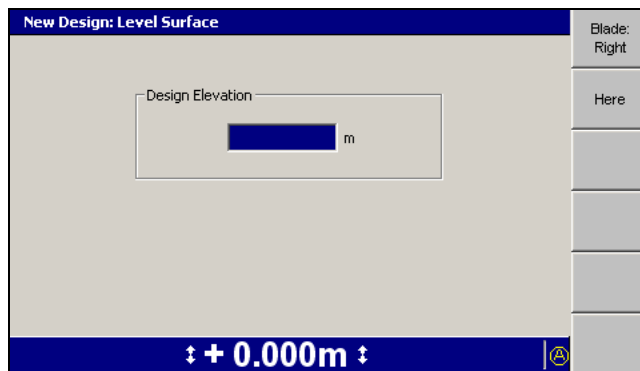 New Design: Level Surface
Blade:
Right
Here
Design Elevation
m
↕ + 0.000m ↕
A